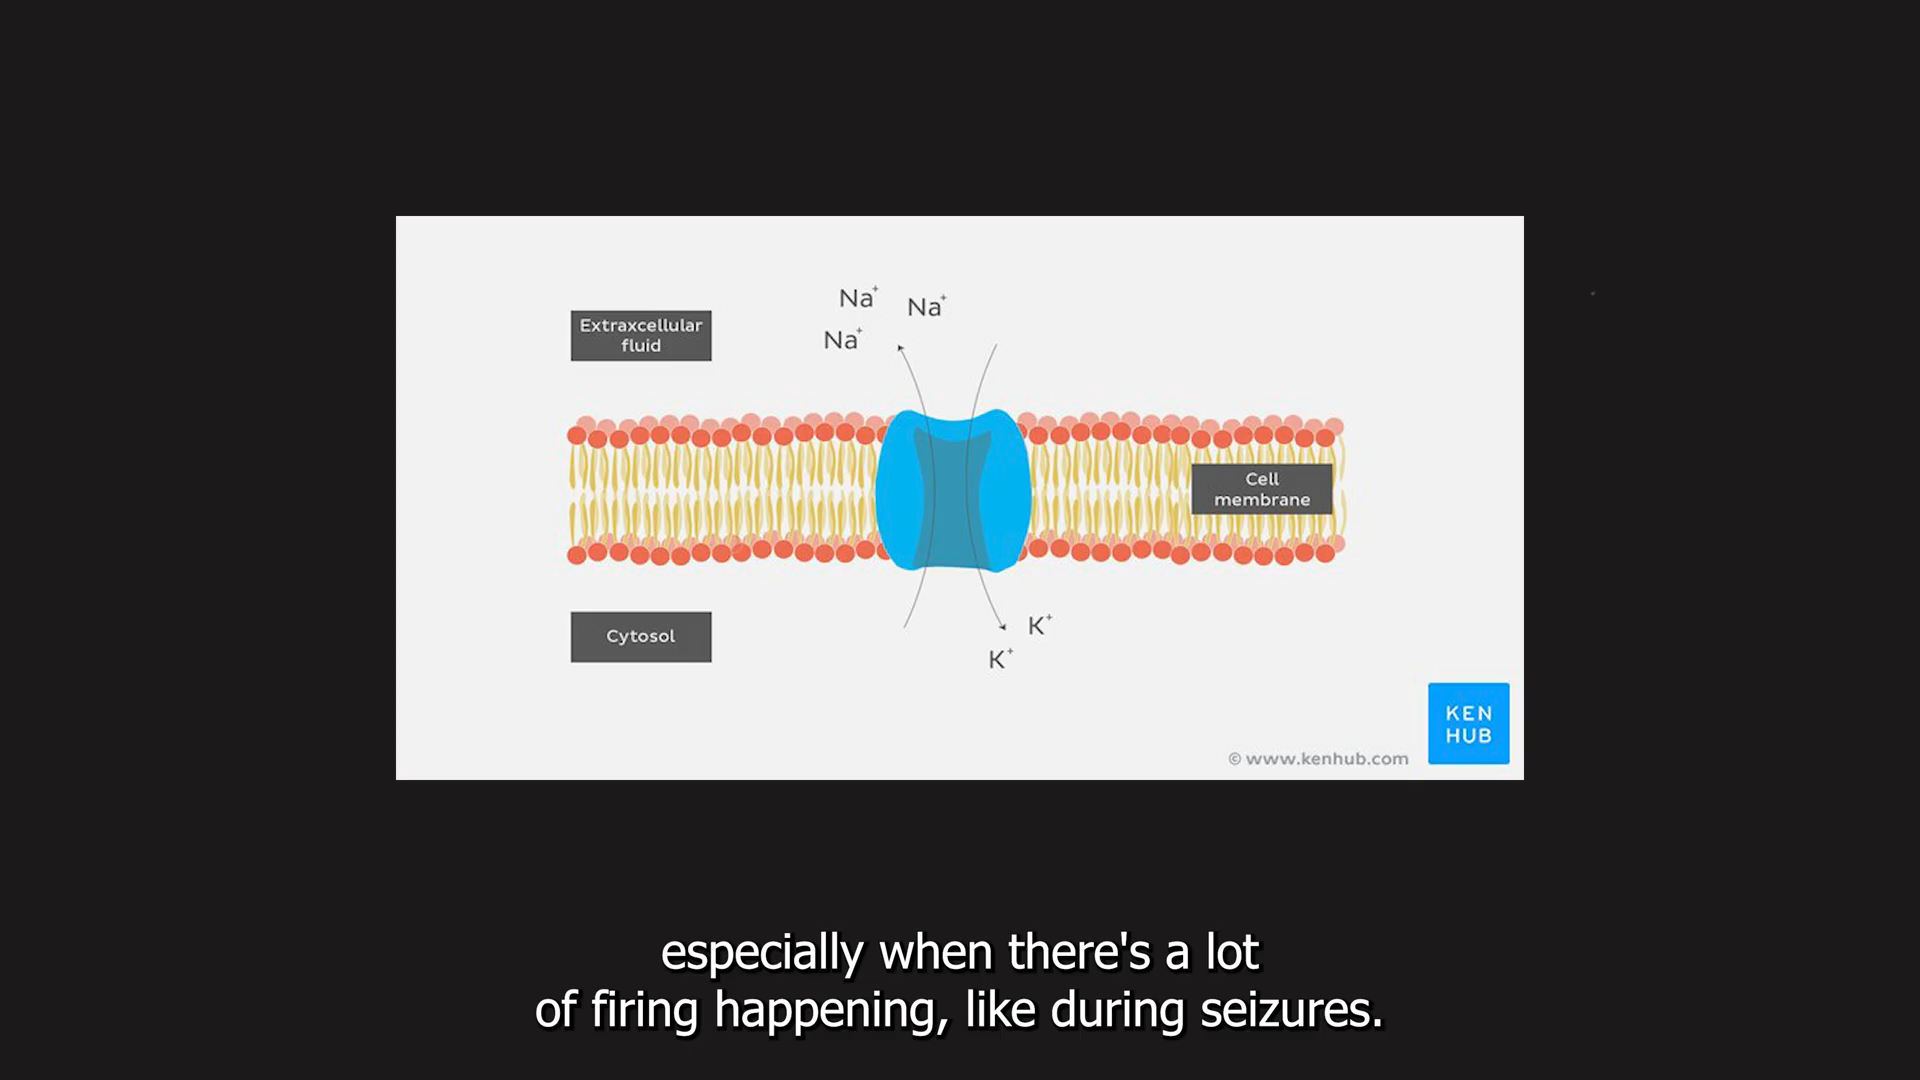 Na⁺ Na⁺
Na⁺
Extraxcellular
fluid
Cell
membrane
Cytosol
K⁺
K⁺
KEN
HUB
© www.kenhub.com
especially when there's a lot
of firing happening, like during seizures.